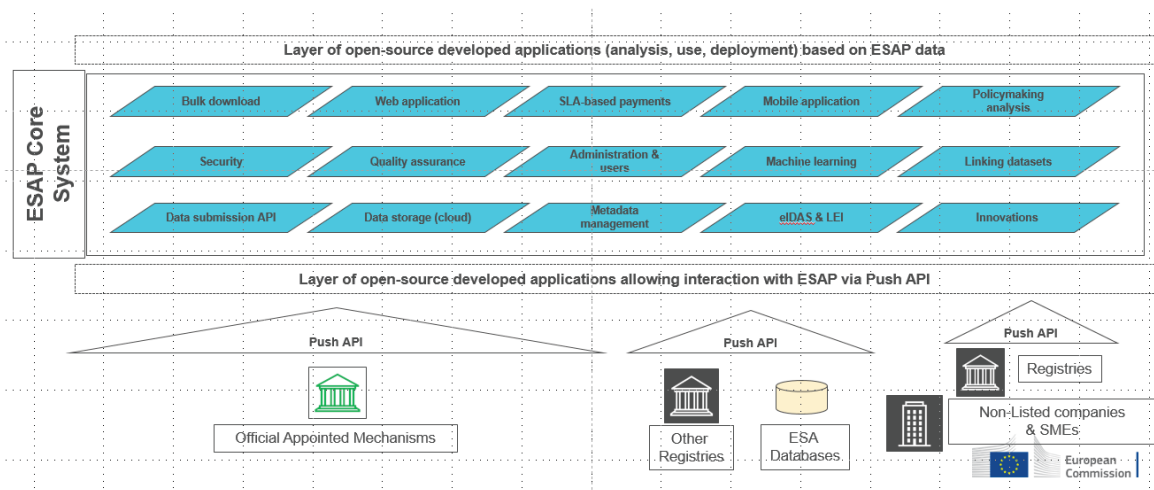 Layer of open-source developed applications (analysis, use, deployment) based on ESAP data
ESAP Core
System
Bulk download
Web application
SLA-based payments
Mobile application
Policymaking
analysis
Security
Quality assurance
Administration &
users
Machine learning
Linking datasets
Data submission API
Data storage (cloud)
Metadata
management
eIDAS & LEI
Innovations
Layer of open-source developed applications allowing interaction with ESAP via Push API
Push API
Push API
Push API
Official Appointed Mechanisms
Other
Registries
ESA
Databases
Registries
Non-Listed companies
& SMEs
European
Commission